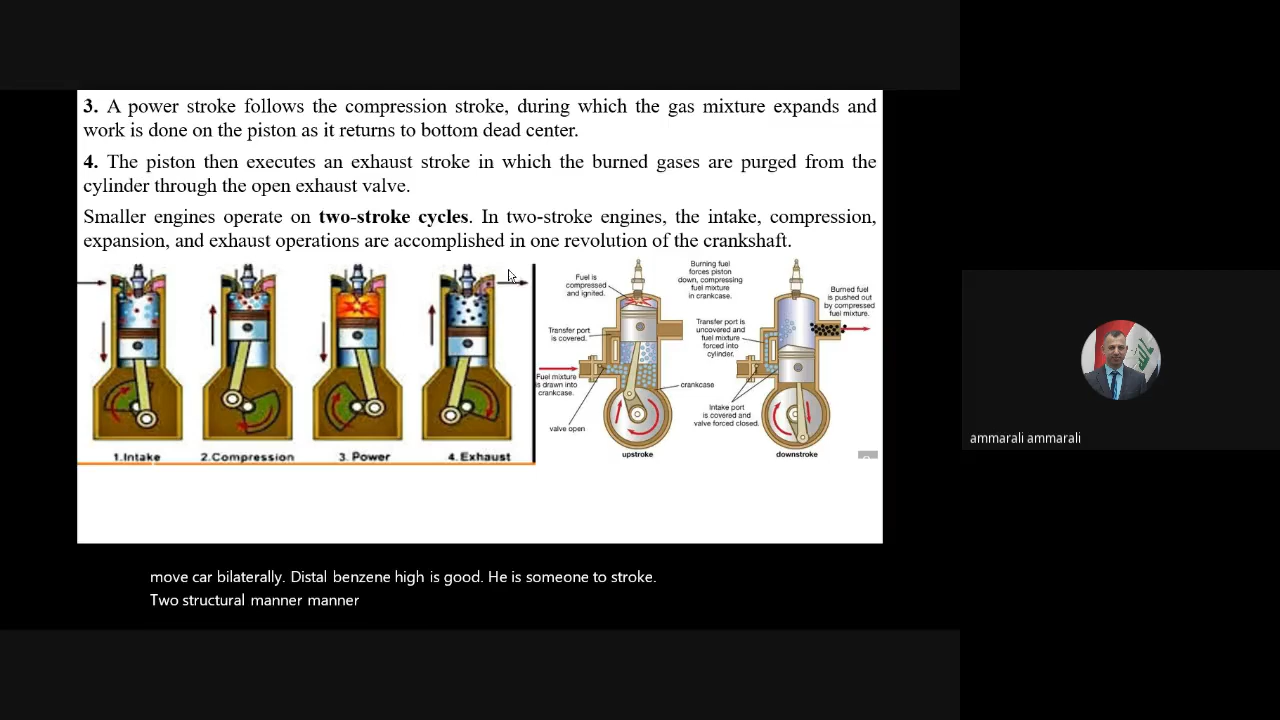 3. A power stroke follows the compression stroke, during which the gas mixture expands and
work is done on the piston as it returns to bottom dead center.
4. The piston then executes an exhaust stroke in which the burned gases are purged from the
cylinder through the open exhaust valve.
Smaller engines operate on two-stroke cycles. In two-stroke engines, the intake, compression,
expansion, and exhaust operations are accomplished in one revolution of the crankshaft.
1.Intake
2.Compression
3. Power
4.Exhaust
Fuel is
compressed
and ignited.
Transfer port
is covered.
Fuel mixture
is drawn into
crankcase.
valve open
crankcase
upstroke
Burning fuel
forces piston
down, compressing
fuel mixture
in crankcase.
Transfer port is
uncovered and
fuel mixture
forced into
cylinder.
Intake port
is covered and
valve forced closed.
Burned fuel
is pushed out
by compressed
fuel mixture.
downstroke
ammarali ammarali
move car bilaterally. Distal benzene high is good. He is someone to stroke.
Two structural manner manner